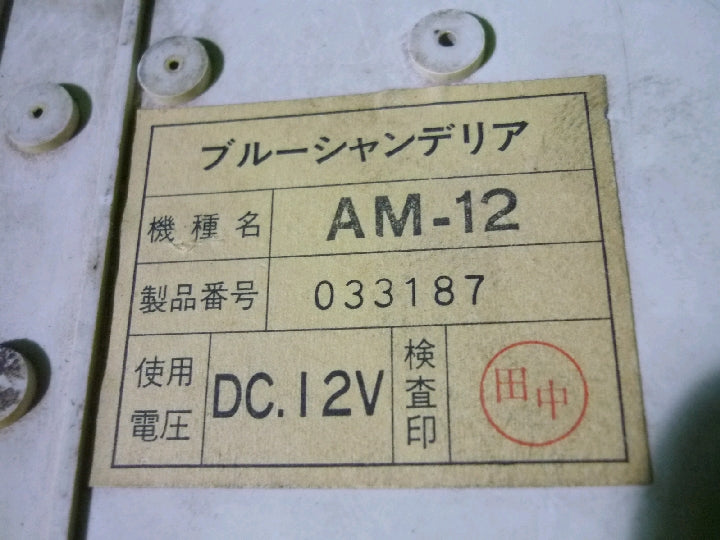 ブルーシャンデリア
機種名 AM-12
製品番号 033187
使用電圧 DC.12V 検査印 田中